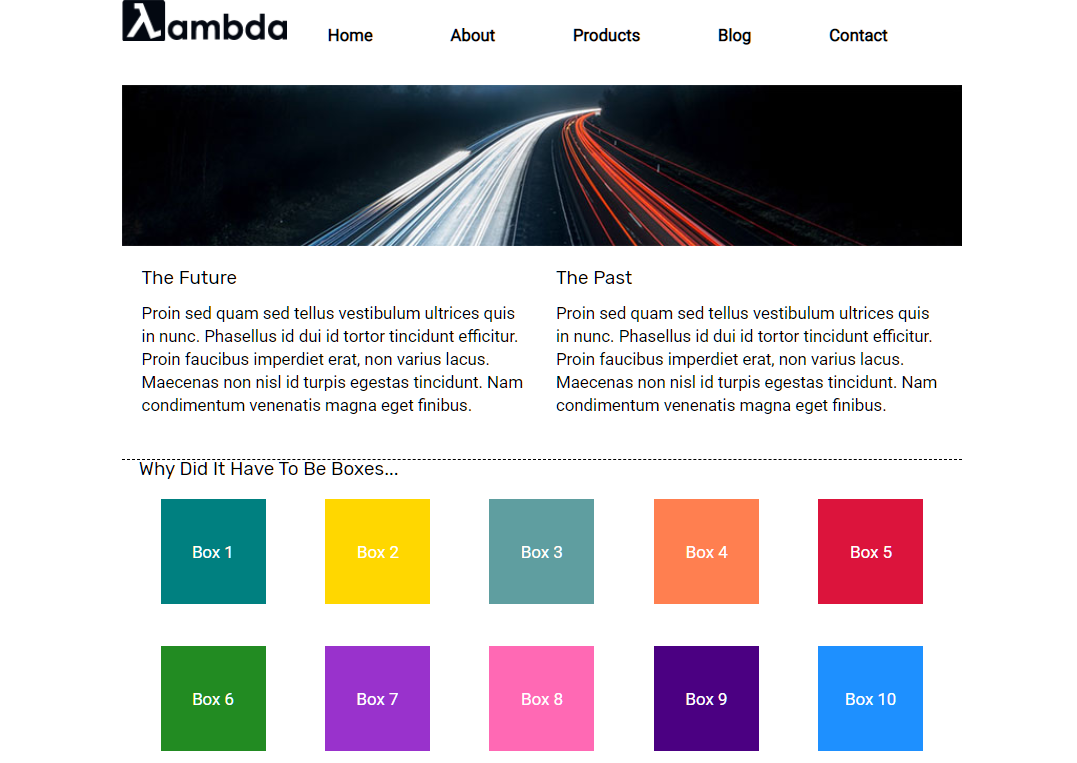 λambda
Home About Products Blog Contact
The Future
Proin sed quam sed tellus vestibulum ultrices quis
in nunc. Phasellus id dui id tortor tincidunt efficitur.
Proin faucibus imperdiet erat, non varius lacus.
Maecenas non nisl id turpis egestas tincidunt. Nam
condimentum venenatis magna eget finibus.
The Past
Proin sed quam sed tellus vestibulum ultrices quis
in nunc. Phasellus id dui id tortor tincidunt efficitur.
Proin faucibus imperdiet erat, non varius lacus.
Maecenas non nisl id turpis egestas tincidunt. Nam
condimentum venenatis magna eget finibus.
Why Did It Have To Be Boxes...
Box 1 Box 2 Box 3 Box 4 Box 5
Box 6 Box 7 Box 8 Box 9 Box 10